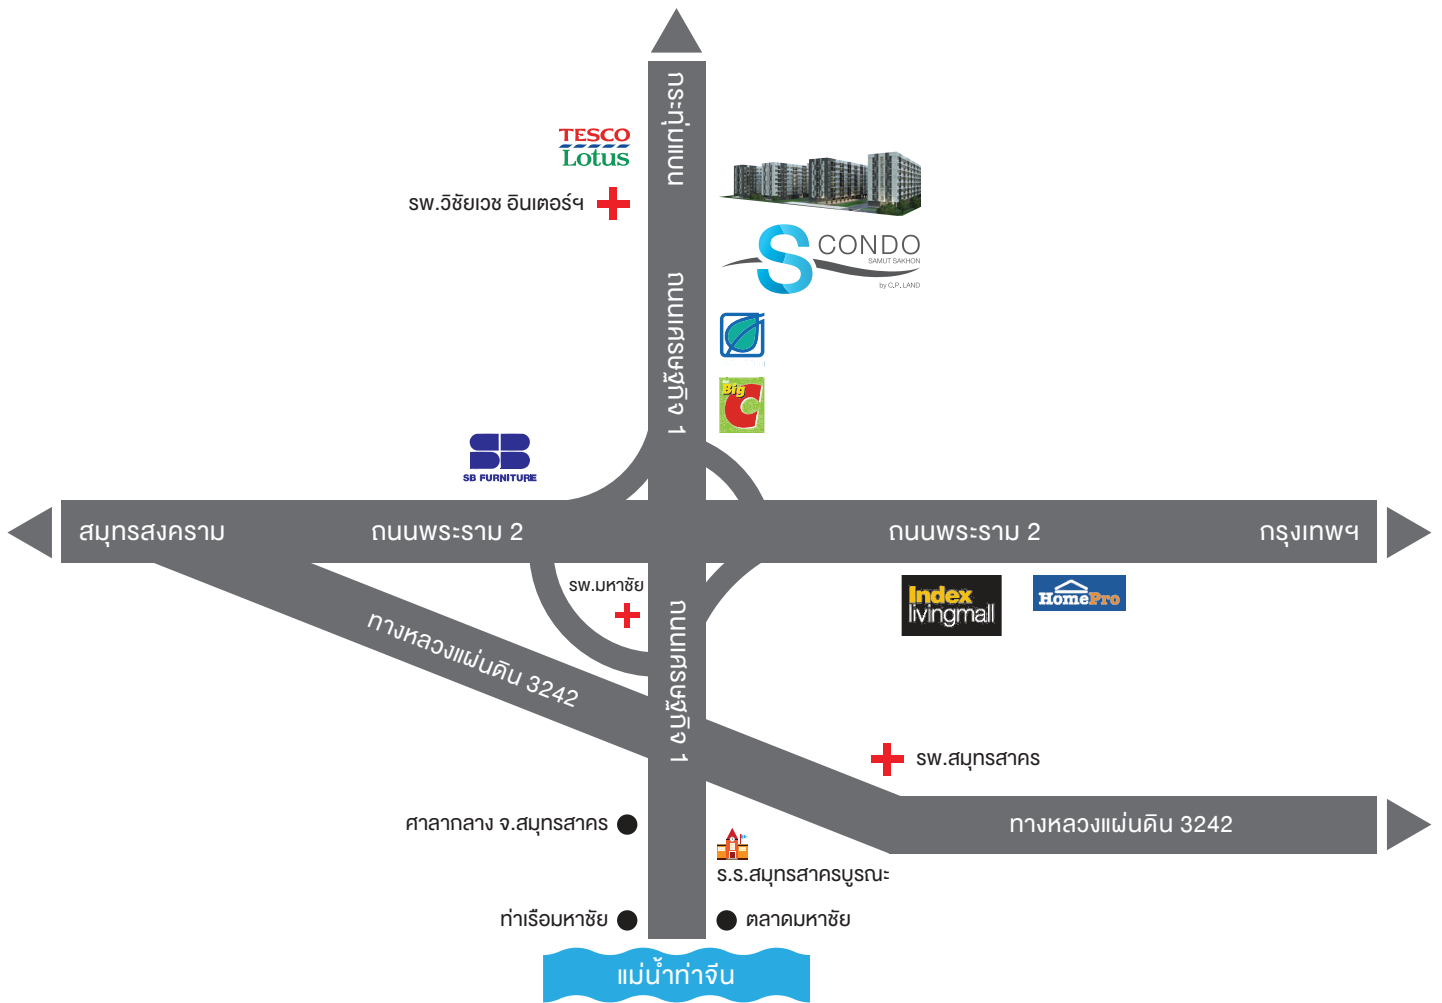 กระทุ่มแบน
TESCO
Lotus
รพ.วิชัยเวช อินเตอร์ฯ
S CONDO
SAMUT SAKHON
by C.P. LAND
ถนนเศรษฐกิจ 1
Big
C
SB
SB FURNITURE
สมุทรสงคราม
ถนนพระราม 2
ถนนพระราม 2
กรุงเทพฯ
รพ.มหาชัย
Index
livingmall
HomePro
ทางหลวงแผ่นดิน 3242
ถนนเศรษฐกิจ 1
รพ.สมุทรสาคร
ศาลากลาง จ.สมุทรสาคร
ทางหลวงแผ่นดิน 3242
ร.ร.สมุทรสาครบูรณะ
ท่าเรือมหาชัย
ตลาดมหาชัย
แม่น้ำท่าจีน